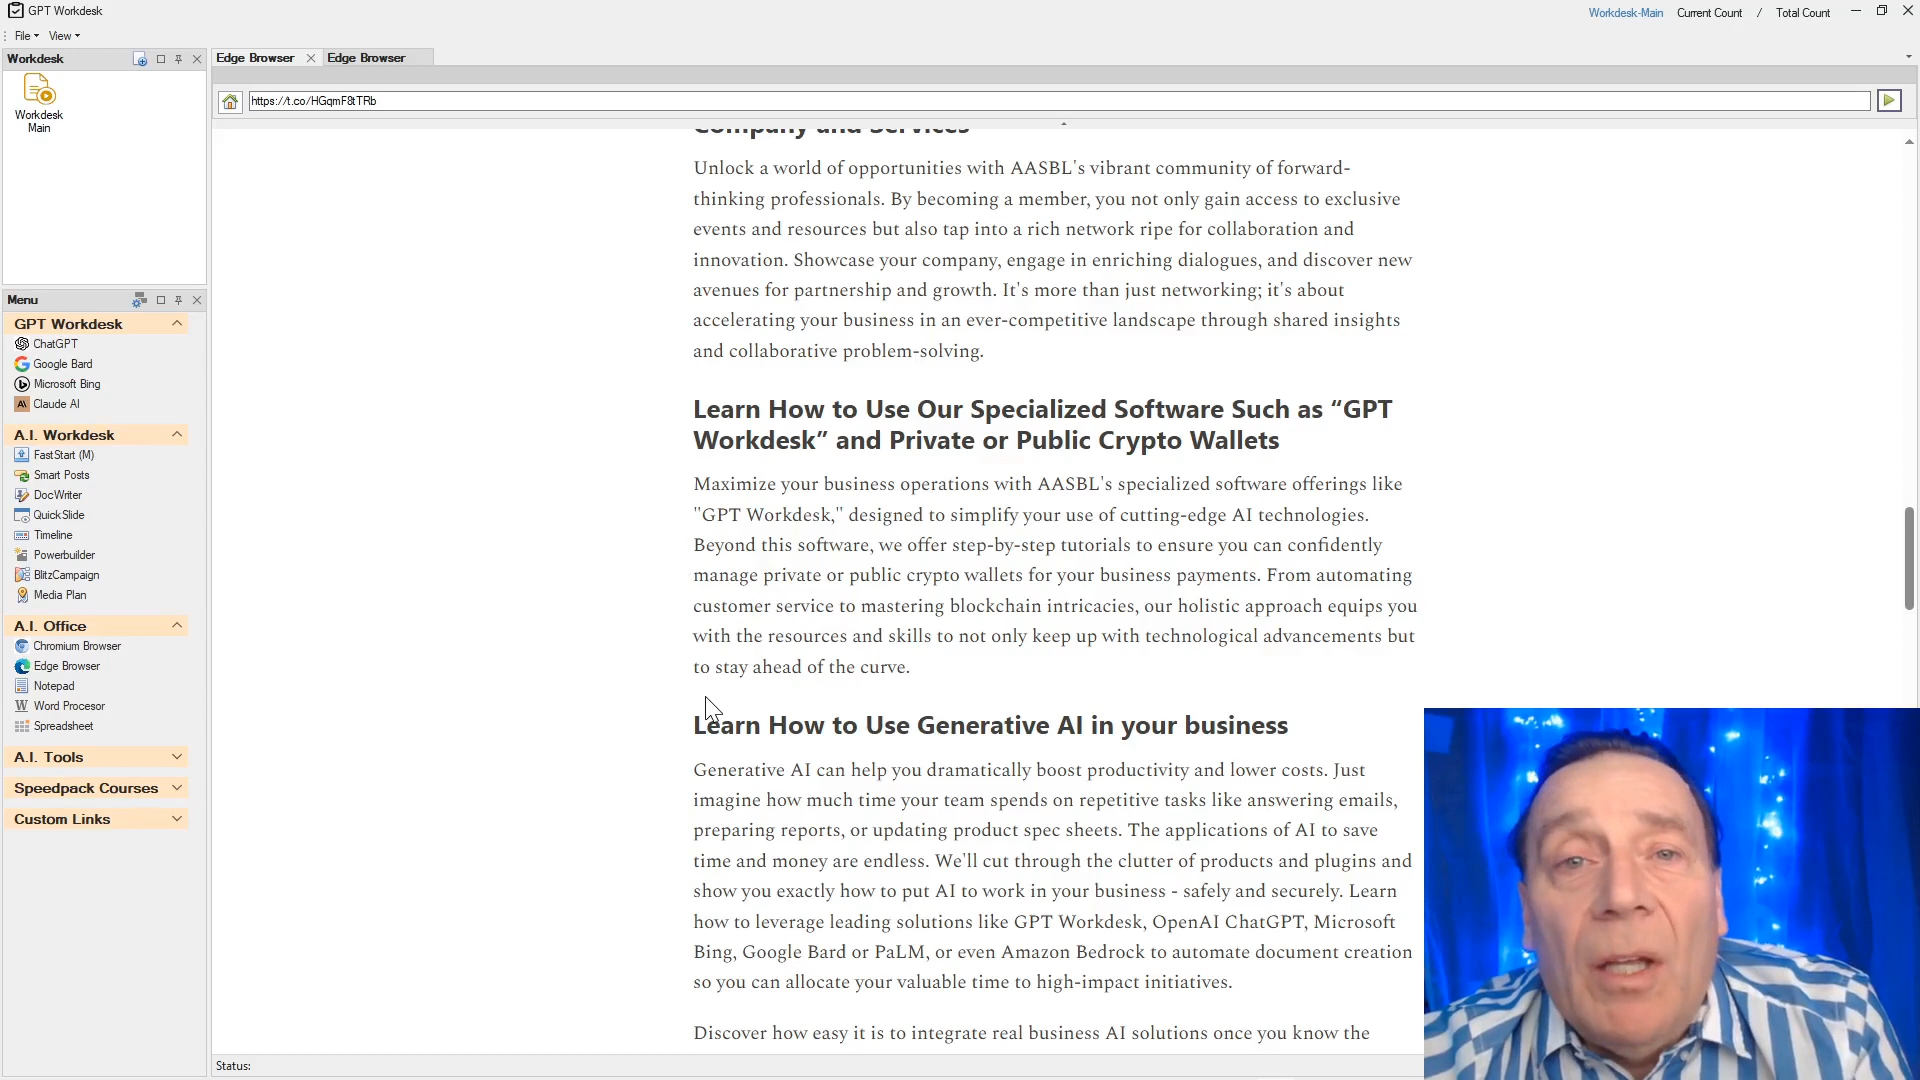 GPT Workdesk
Workdesk-Main Current Count / Total Count
File View
Workdesk
Edge Browser Edge Browser
https://t.co/HGqmF8tTRb
Workdesk
Main
Menu
GPT Workdesk
ChatGPT
Google Bard
Microsoft Bing
Claude AI
A.I. Workdesk
FastStart (M)
Smart Posts
DocWriter
QuickSlide
Timeline
Powerbuilder
BlitzCampaign
Media Plan
A.I. Office
Chromium Browser
Edge Browser
Notepad
Word Procesor
Spreadsheet
A.I. Tools
Speedpack Courses
Custom Links
Company and Services
Unlock a world of opportunities with AASBL's vibrant community of forward-
thinking professionals. By becoming a member, you not only gain access to exclusive
events and resources but also tap into a rich network ripe for collaboration and
innovation. Showcase your company, engage in enriching dialogues, and discover new
avenues for partnership and growth. It's more than just networking; it's about
accelerating your business in an ever-competitive landscape through shared insights
and collaborative problem-solving.
Learn How to Use Our Specialized Software Such as “GPT
Workdesk” and Private or Public Crypto Wallets
Maximize your business operations with AASBL's specialized software offerings like
"GPT Workdesk," designed to simplify your use of cutting-edge AI technologies.
Beyond this software, we offer step-by-step tutorials to ensure you can confidently
manage private or public crypto wallets for your business payments. From automating
customer service to mastering blockchain intricacies, our holistic approach equips you
with the resources and skills to not only keep up with technological advancements but
to stay ahead of the curve.
Learn How to Use Generative AI in your business
Generative AI can help you dramatically boost productivity and lower costs. Just
imagine how much time your team spends on repetitive tasks like answering emails,
preparing reports, or updating product spec sheets. The applications of AI to save
time and money are endless. We'll cut through the clutter of products and plugins and
show you exactly how to put AI to work in your business - safely and securely. Learn
how to leverage leading solutions like GPT Workdesk, OpenAI ChatGPT, Microsoft
Bing, Google Bard or PaLM, or even Amazon Bedrock to automate document creation
so you can allocate your valuable time to high-impact initiatives.
Discover how easy it is to integrate real business AI solutions once you know the
Status: